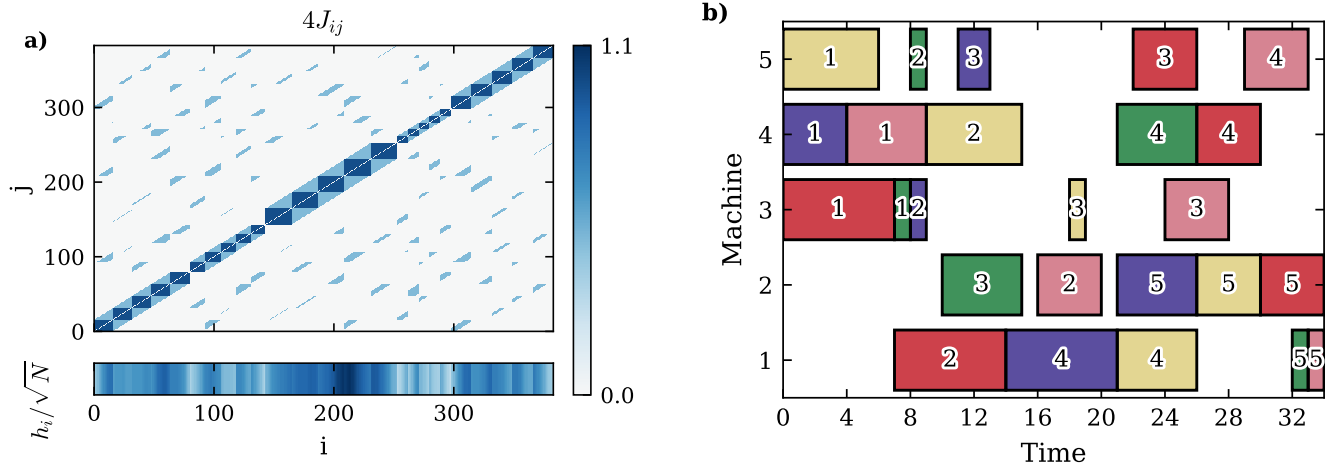 a)
4J_{ij}
j
300
200
100
0
1.1
0.0
h_i/√N
0 100 200 300
i
b)
Machine
5 1 2 3 3 4
4 1 1 2 4 4
3 1 1 2 3 3
2 3 2 5 5 5
1 2 4 4 5 5
0 4 8 12 16 20 24 28 32
Time